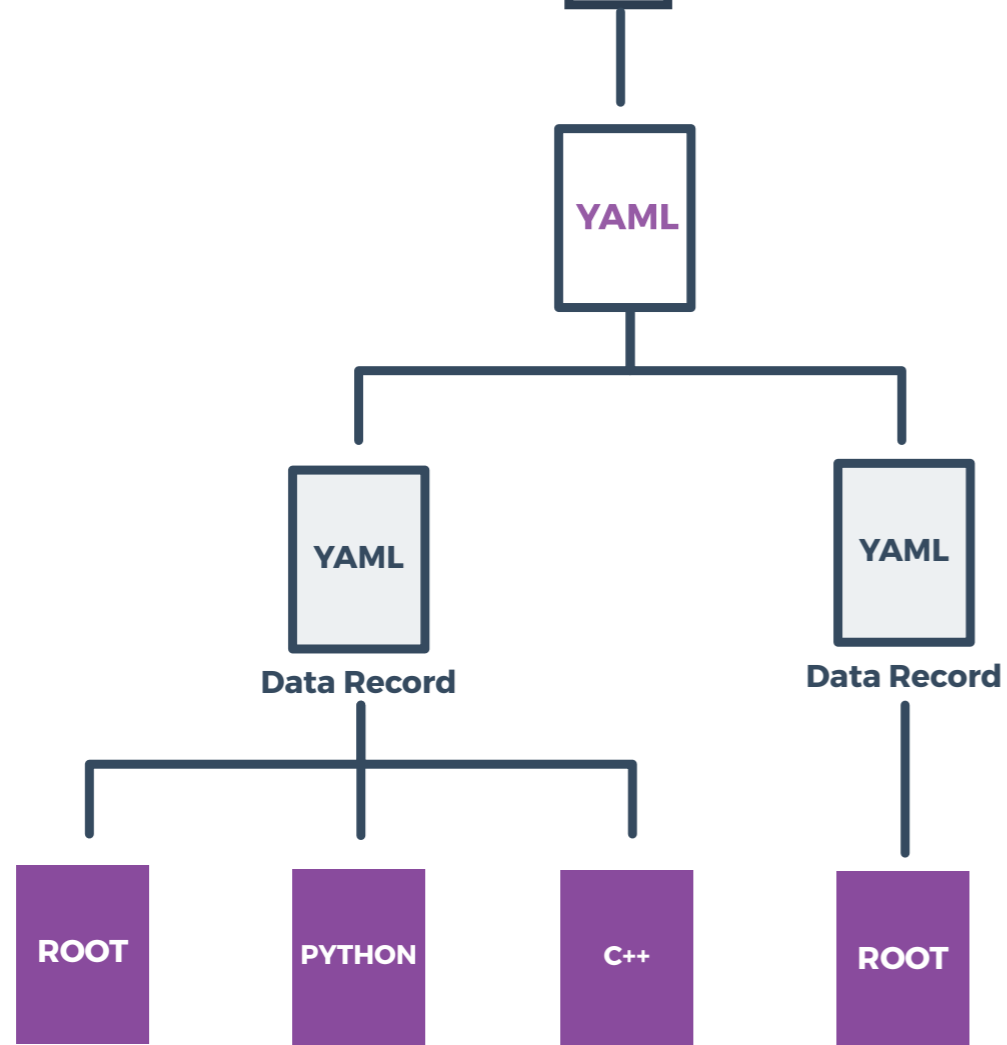 YAML
YAML
YAML
Data Record
Data Record
ROOT
PYTHON
C++
ROOT